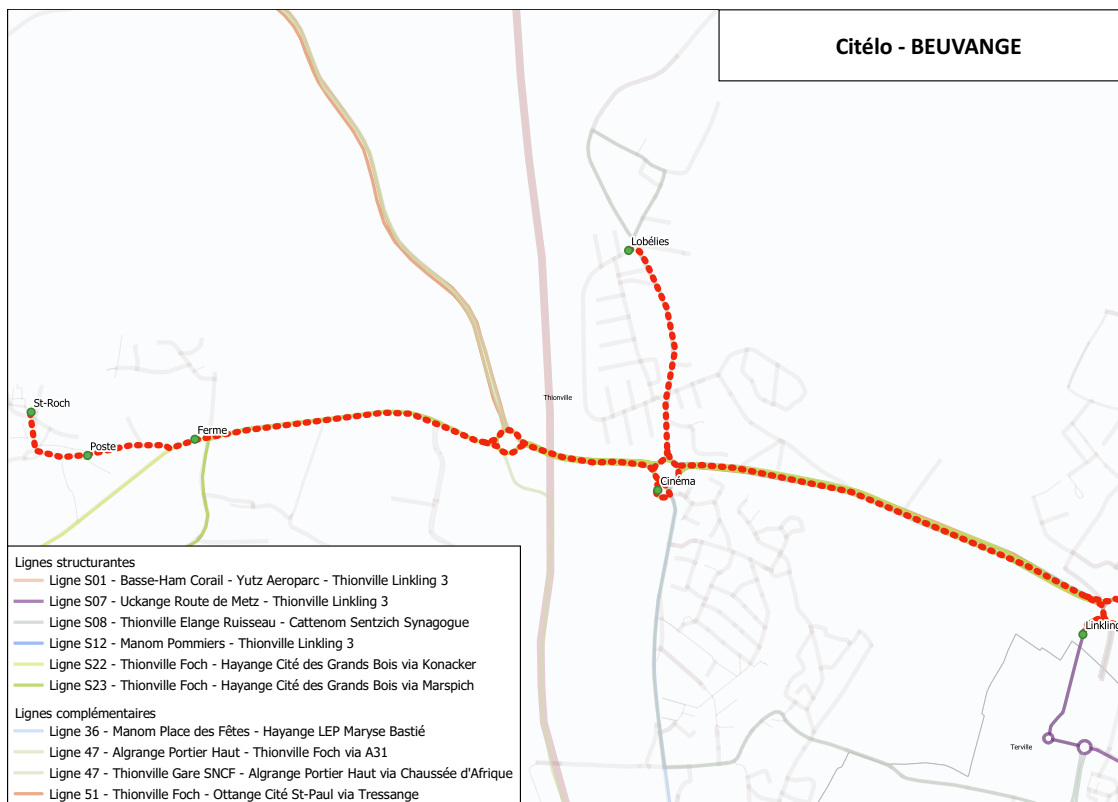 Citélo - BEUVANGE
Lobélies
Thionville
St-Roch
Ferme
Poste
Cinéma
Linkling
Terville
Lignes structurantes
Ligne S01 - Basse-Ham Corail - Yutz Aeroparc - Thionville Linkling 3
Ligne S07 - Uckange Route de Metz - Thionville Linkling 3
Ligne S08 - Thionville Elange Ruisseau - Cattenom Sentzich Synagogue
Ligne S12 - Manom Pommiers - Thionville Linkling 3
Ligne S22 - Thionville Foch - Hayange Cité des Grands Bois via Konacker
Ligne S23 - Thionville Foch - Hayange Cité des Grands Bois via Marspich
Lignes complémentaires
Ligne 36 - Manom Place des Fêtes - Hayange LEP Maryse Bastié
Ligne 47 - Algrange Portier Haut - Thionville Foch via A31
Ligne 47 - Thionville Gare SNCF - Algrange Portier Haut via Chaussée d'Afrique
Ligne 51 - Thionville Foch - Ottange Cité St-Paul via Tressange